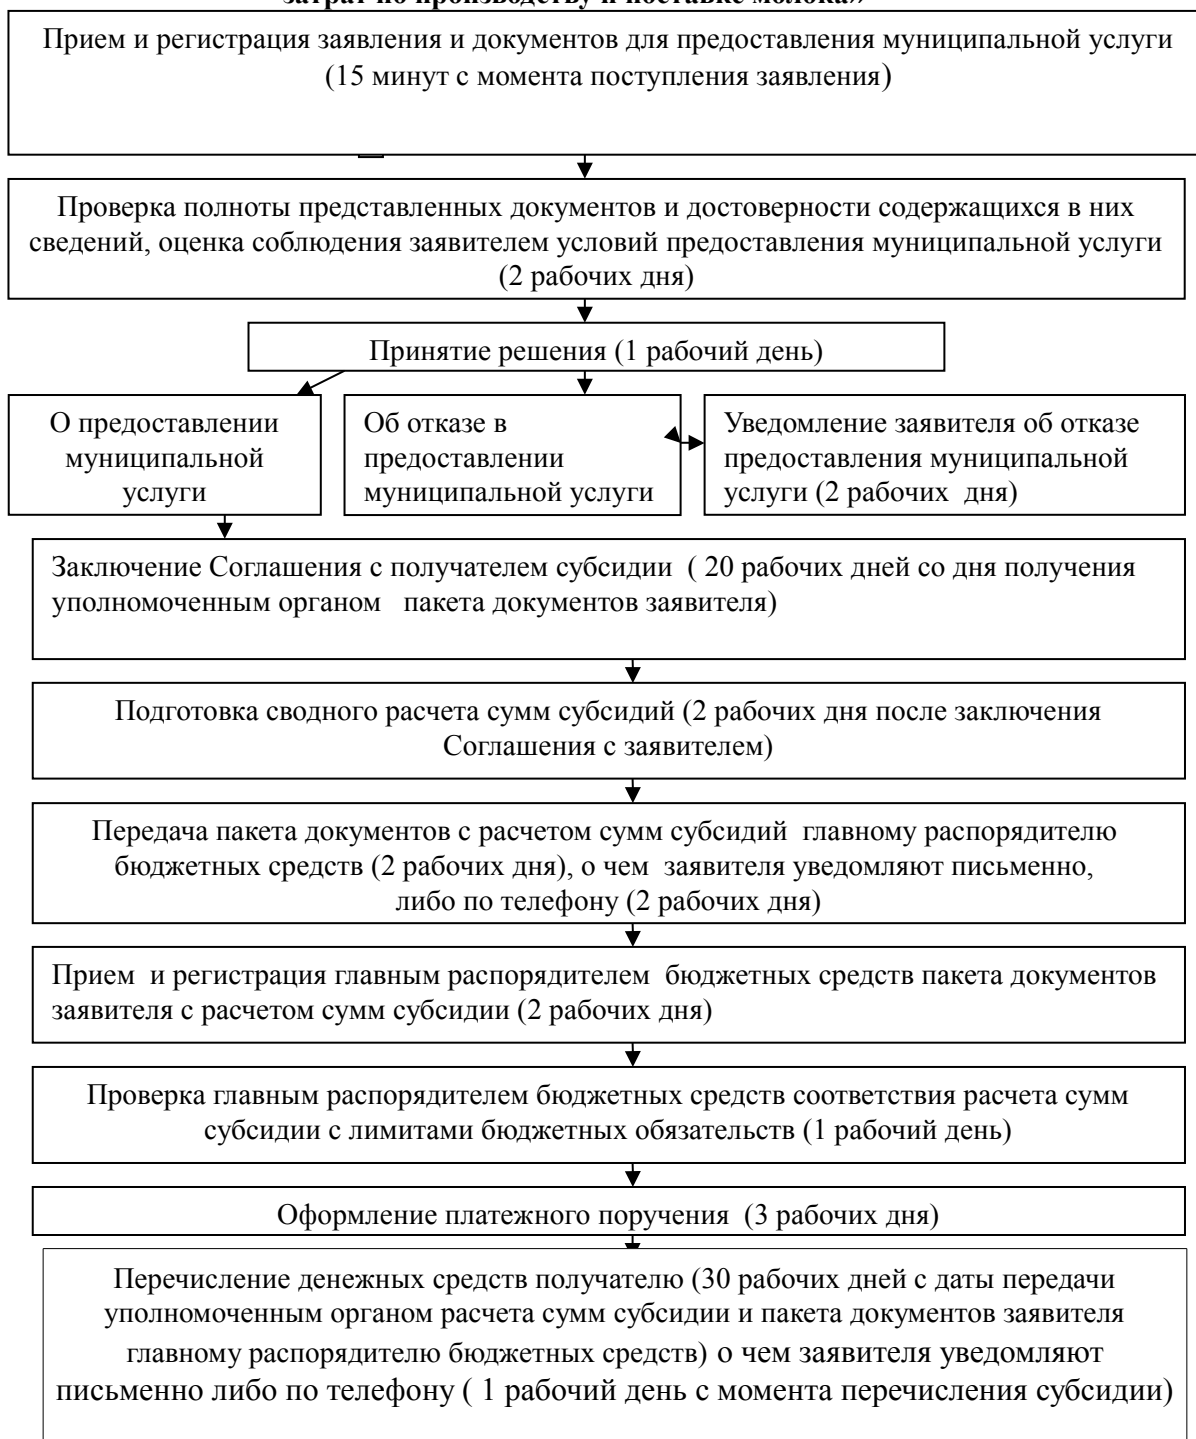 затрат по производству и поставке молока»
Прием и регистрация заявления и документов для предоставления муниципальной услуги
(15 минут с момента поступления заявления)
Проверка полноты представленных документов и достоверности содержащихся в них
сведений, оценка соблюдения заявителем условий предоставления муниципальной услуги
(2 рабочих дня)
Принятие решения (1 рабочий день)
О предоставлении
муниципальной
услуги
Об отказе в
предоставлении
муниципальной услуги
Уведомление заявителя об отказе
предоставления муниципальной
услуги (2 рабочих  дня)
Заключение Соглашения с получателем субсидии  ( 20 рабочих дней со дня получения
уполномоченным органом   пакета документов заявителя)
Подготовка сводного расчета сумм субсидий (2 рабочих дня после заключения
Соглашения с заявителем)
Передача пакета документов с расчетом сумм субсидий  главному распорядителю
бюджетных средств (2 рабочих дня), о чем  заявителя уведомляют письменно,
либо по телефону (2 рабочих дня)
Прием  и регистрация главным распорядителем  бюджетных средств пакета документов
заявителя с расчетом сумм субсидии (2 рабочих дня)
Проверка главным распорядителем бюджетных средств соответствия расчета сумм
субсидии с лимитами бюджетных обязательств (1 рабочий день)
Оформление платежного поручения  (3 рабочих дня)
Перечисление денежных средств получателю (30 рабочих дней с даты передачи
уполномоченным органом расчета сумм субсидии и пакета документов заявителя
главному распорядителю бюджетных средств) о чем заявителя уведомляют
письменно либо по телефону ( 1 рабочий день с момента перечисления субсидии)